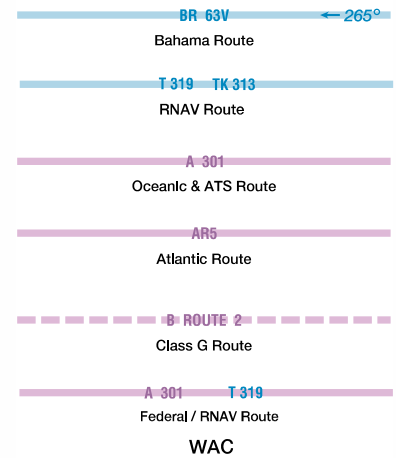 BR 63V ← 265°
Bahama Route
T 319 TK 313
RNAV Route
A 301
Oceanic & ATS Route
AR5
Atlantic Route
B ROUTE 2
Class G Route
A 301 T 319
Federal / RNAV Route
WAC